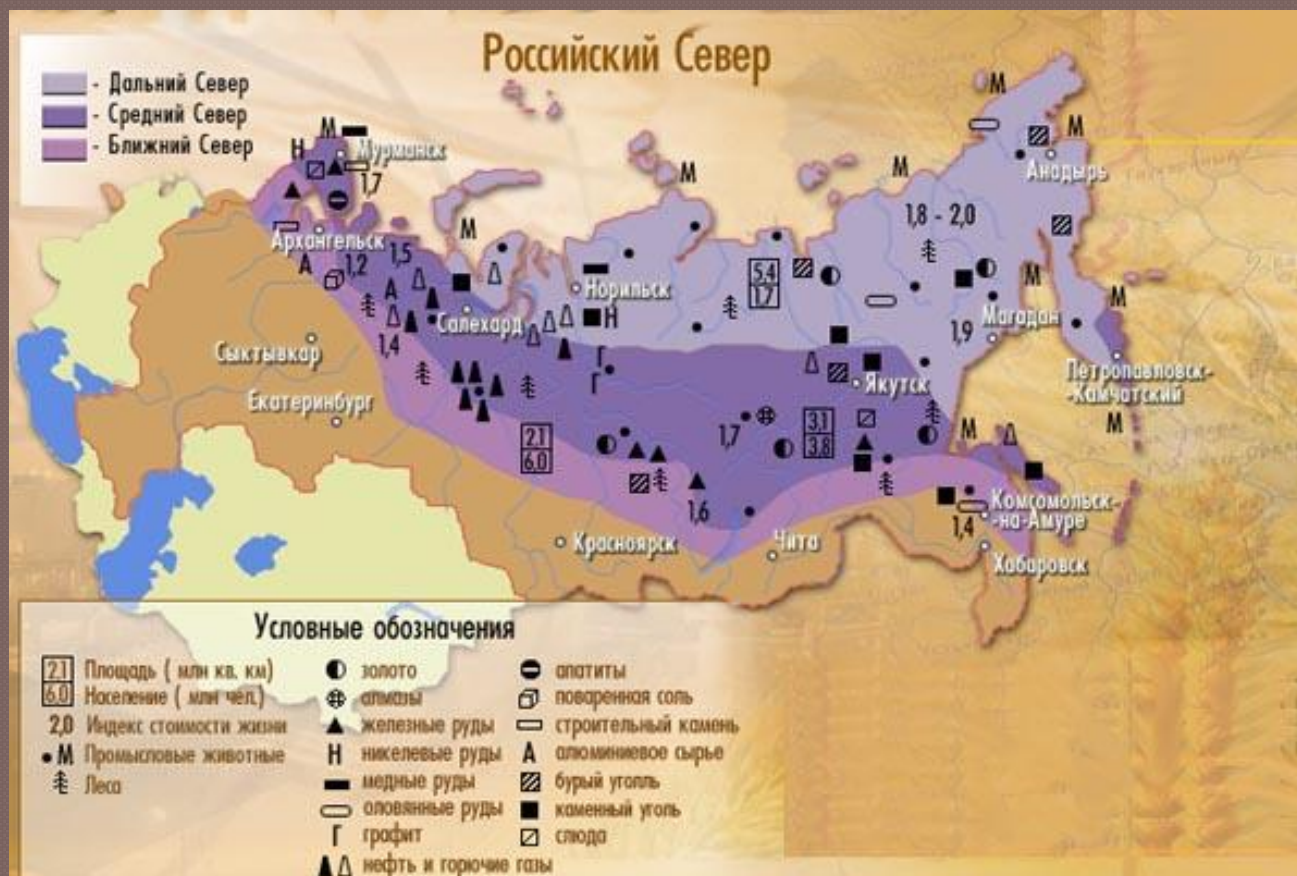 Российский Север
- Дальний Север
- Средний Север
- Ближний Север
М
М
М
Н
Мурманск
1,7
М
М
Анадырь
1,8 - 2,0
Архангельск
1,5
М
А
1,2
Норильск
5,4
1,7
М
М
А
Салехард
Н
Магадан
1,9
1,4
Г
Г
Сыктывкар
Якутск
Петропавловск-
-Камчатский
Екатеринбург
1,7
3,1
3,8
М
М
2,1
6,0
1,6
Комсомольск-
-на-Амуре
1,4
Красноярск
Чита
Хабаровск
Условные обозначения
2,1 Площадь ( млн кв. км)
6,0 Население ( млн чел.)
2,0 Индекс стоимости жизни
М Промысловые животные
Леса
золото
алмазы
железные руды
Н никелевые руды
медные руды
оловянные руды
Г графит
нефть и горючие газы
апатиты
поваренная соль
строительный камень
А алюминиевое сырье
бурый уголль
каменный уголь
слюда